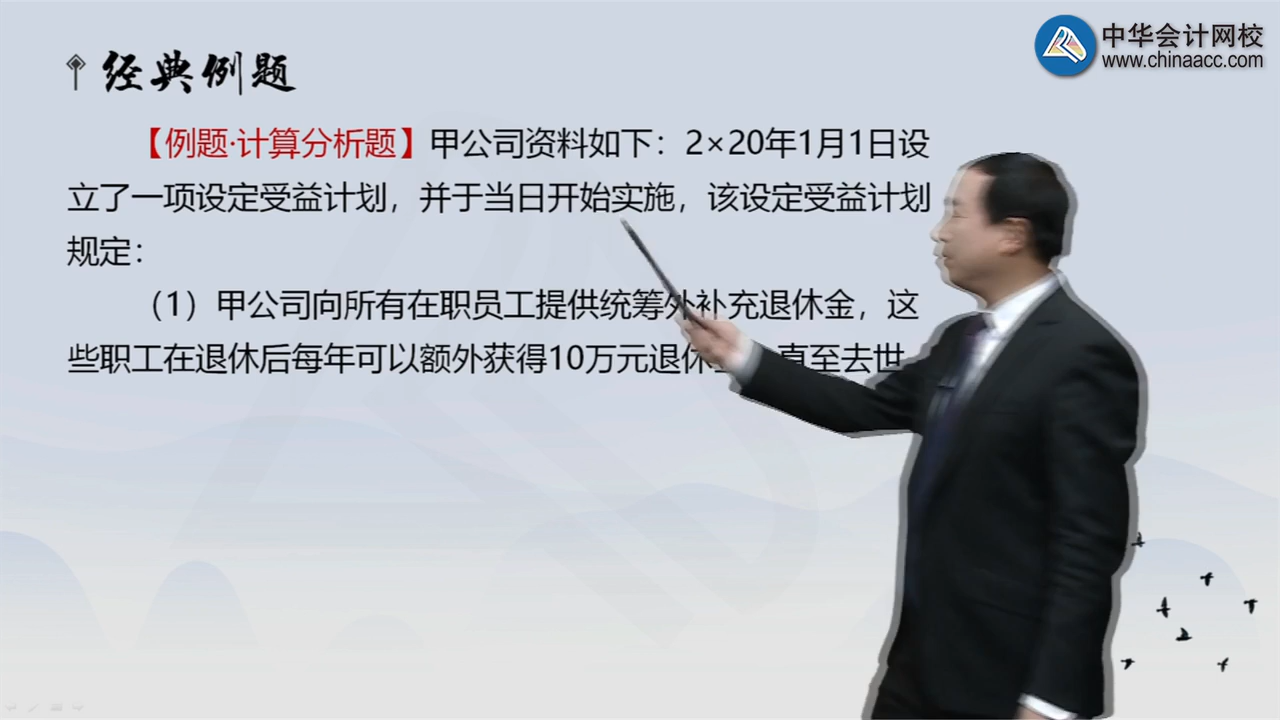 中华会计网校
www.chinaacc.com
经典例题
【例题·计算分析题】甲公司资料如下：2×20年1月1日设
立了一项设定受益计划，并于当日开始实施，该设定受益计划
规定：
（1）甲公司向所有在职员工提供统筹外补充退休金，这
些职工在退休后每年可以额外获得10万元退休 直至去世